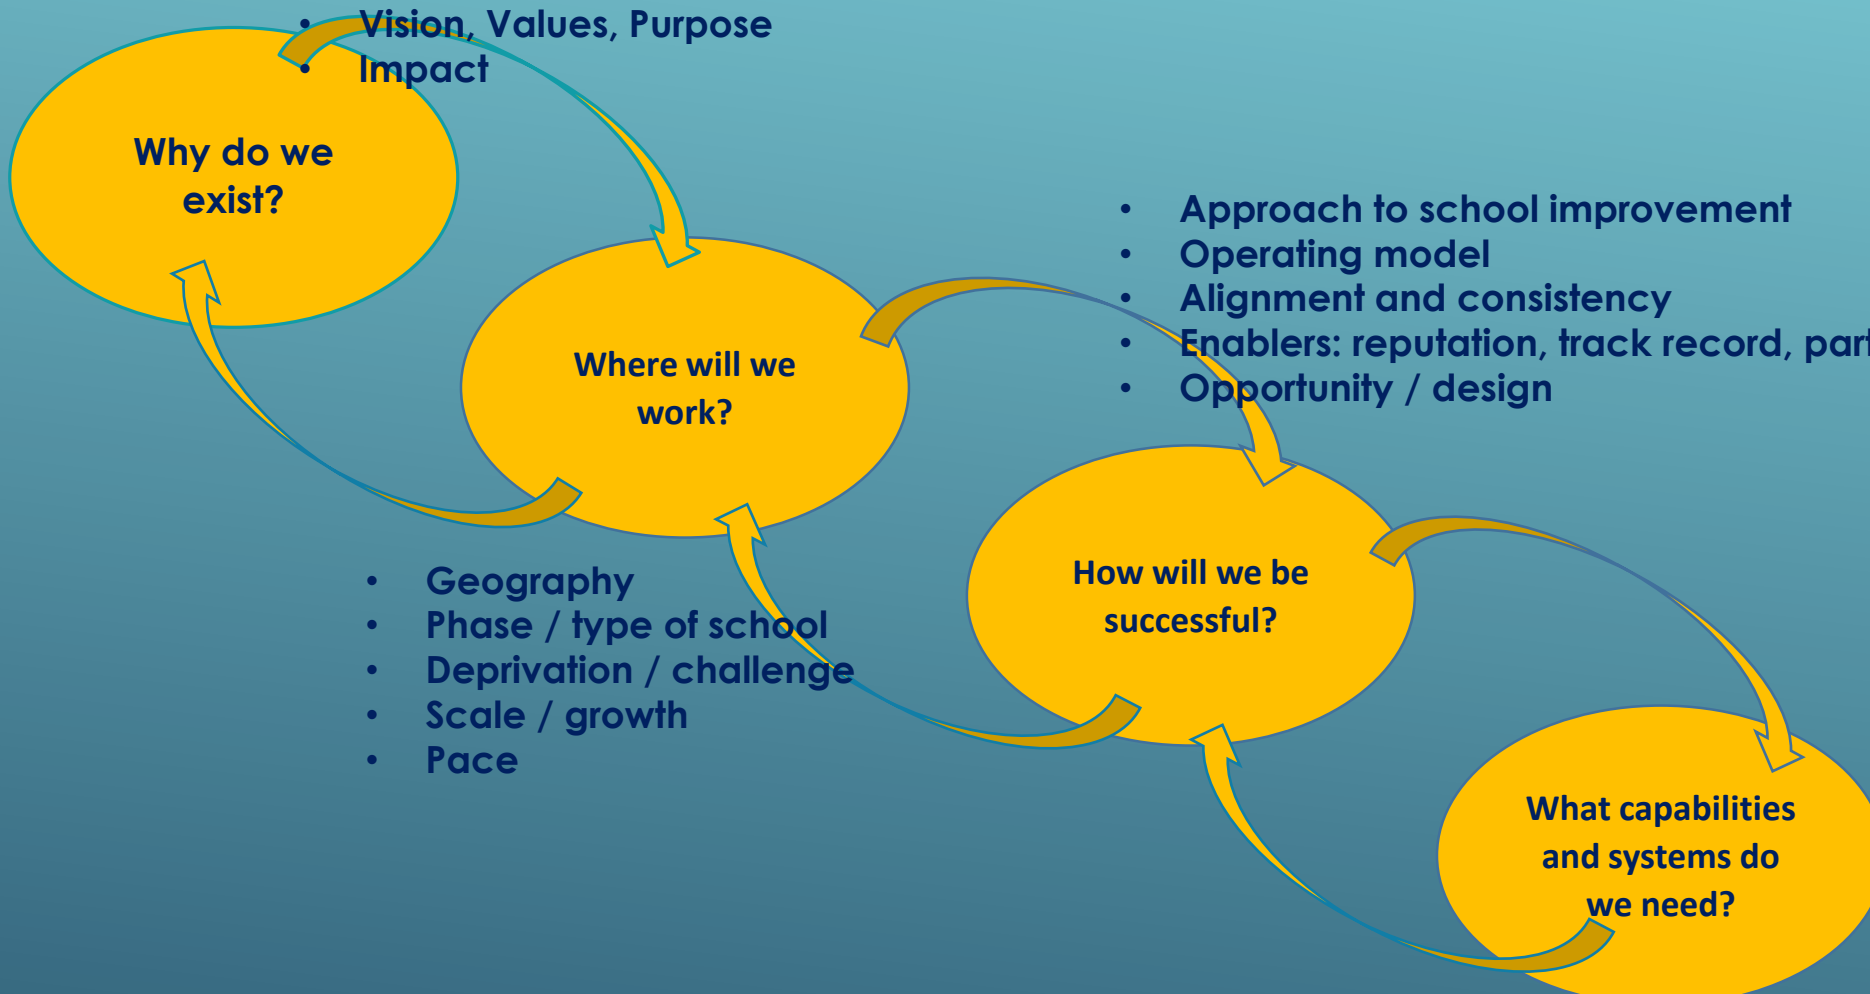 • Vision, Values, Purpose
• Impact
Why do we
exist?
• Approach to school improvement
• Operating model
• Alignment and consistency
• Enablers: reputation, track record, part
• Opportunity / design
Where will we
work?
• Geography
• Phase / type of school
• Deprivation / challenge
• Scale / growth
• Pace
How will we be
successful?
What capabilities
and systems do
we need?